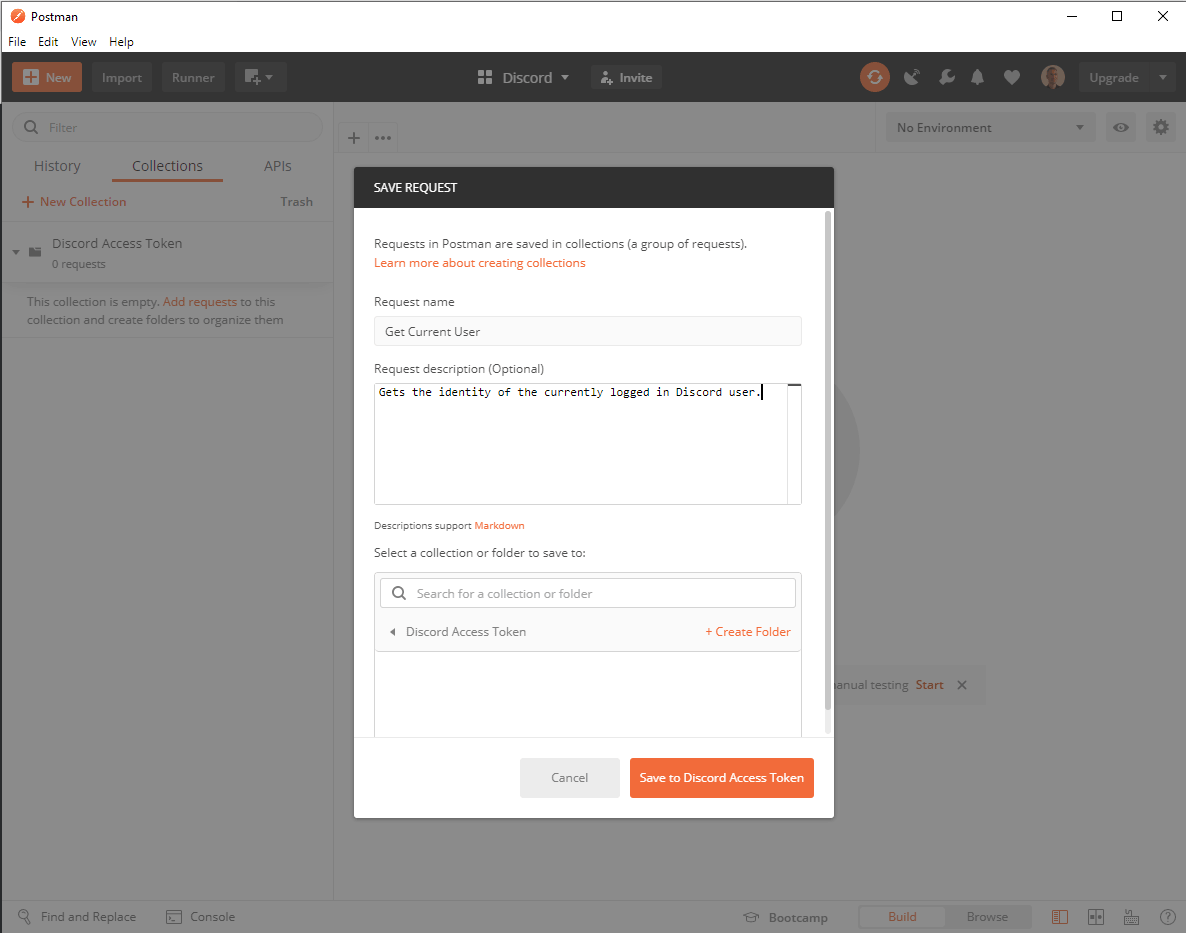 Postman
File Edit View Help
New Import Runner Discord Invite Upgrade
Filter
No Environment
History Collections APIs
New Collection Trash
Discord Access Token
0 requests
This collection is empty. Add requests to this
collection and create folders to organize them
SAVE REQUEST
Requests in Postman are saved in collections (a group of requests).
Learn more about creating collections
Request name
Get Current User
Request description (Optional)
Gets the identity of the currently logged in Discord user.
Descriptions support Markdown
Select a collection or folder to save to:
Search for a collection or folder
Discord Access Token + Create Folder
testing Start
Cancel Save to Discord Access Token
Find and Replace Console Bootcamp Build Browse